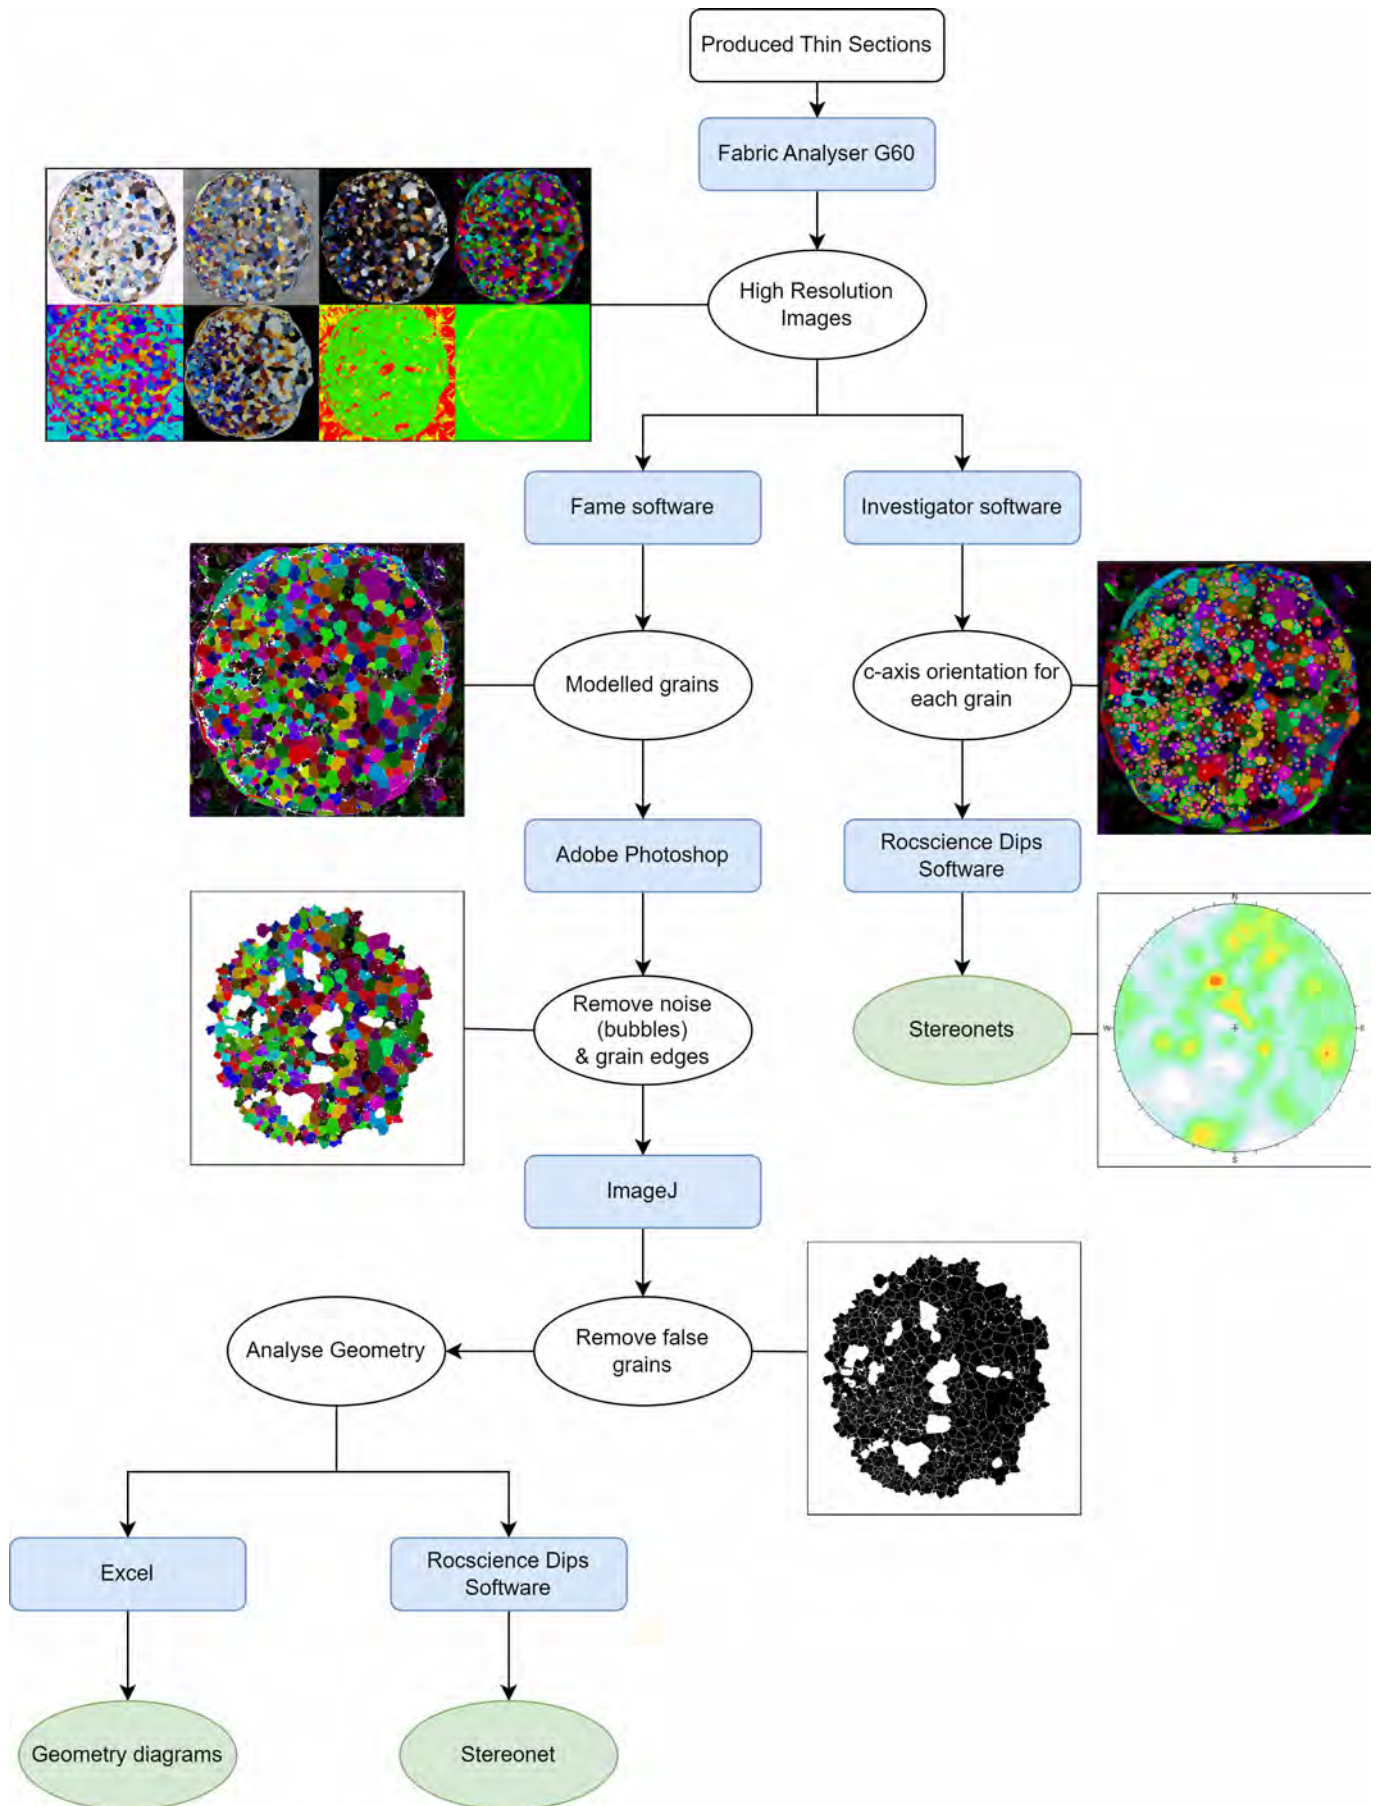 Produced Thin Sections
Fabric Analyser G60
High Resolution
Images
Fame software
Investigator software
Modelled grains
c-axis orientation for
each grain
Adobe Photoshop
Rocscience Dips
Software
N
W
E
S
Remove noise
(bubbles)
& grain edges
Stereonets
ImageJ
Analyse Geometry
Remove false
grains
Excel
Rocscience Dips
Software
Geometry diagrams
Stereonet